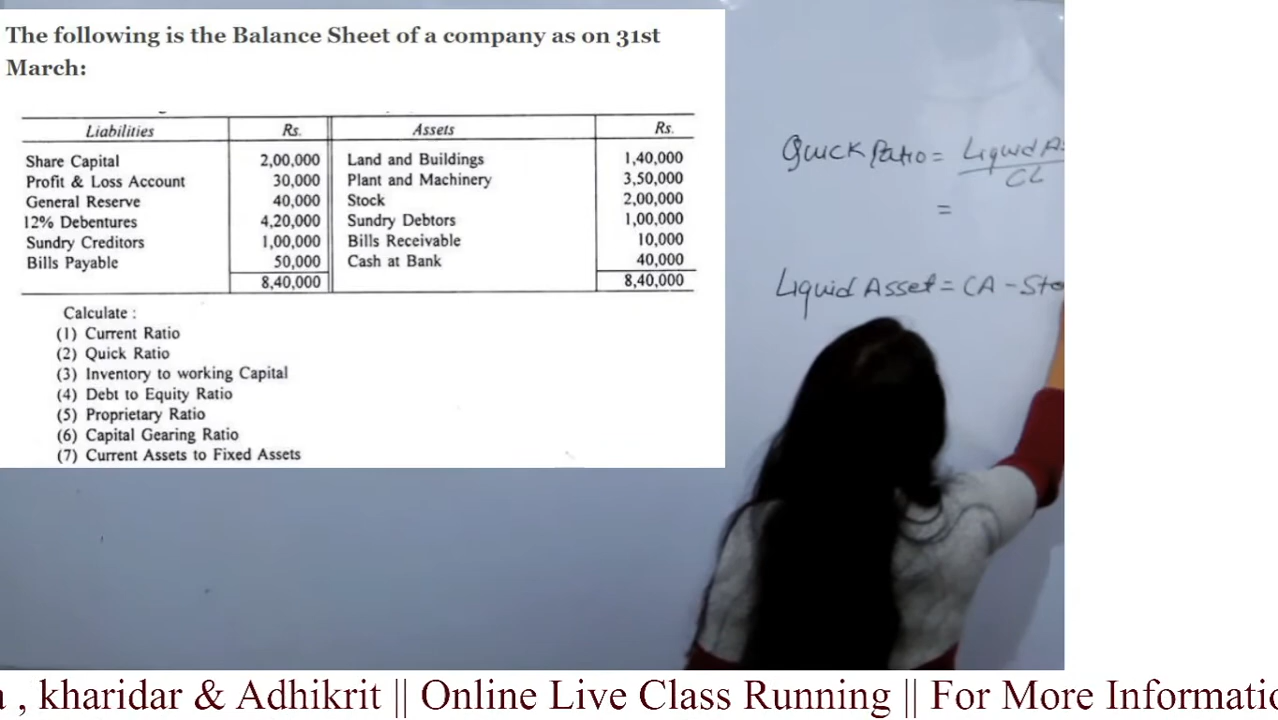 The following is the Balance Sheet of a company as on 31st
March:
Liabilities Rs. Assets Rs.
Share Capital 2,00,000 Land and Buildings 1,40,000
Profit & Loss Account 30,000 Plant and Machinery 3,50,000
General Reserve 40,000 Stock 2,00,000
12% Debentures 4,20,000 Sundry Debtors 1,00,000
Sundry Creditors 1,00,000 Bills Receivable 10,000
Bills Payable 50,000 Cash at Bank 40,000
8,40,000 8,40,000
Calculate :
(1) Current Ratio
(2) Quick Ratio
(3) Inventory to working Capital
(4) Debt to Equity Ratio
(5) Proprietary Ratio
(6) Capital Gearing Ratio
(7) Current Assets to Fixed Assets
Quick Ratio = Liquid
CL
=
Liquid Asset = CA -
, kharidar & Adhikrit || Online Live Class Running || For More